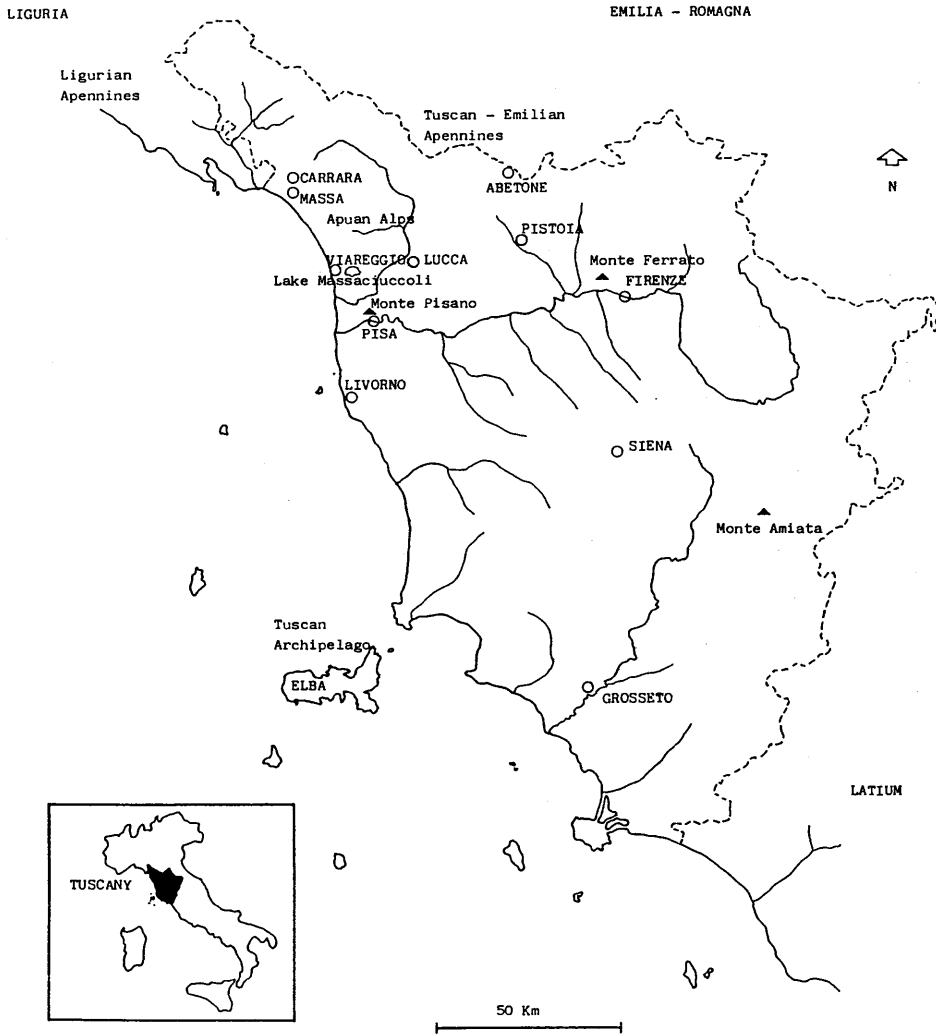 LIGURIA
EMILIA - ROMAGNA
Ligurian
Apennines
Tuscan - Emilian
Apennines
N
CARRARA
MASSA
ABETONE
Apuan Alps
PISTOIA
VIAREGGIO
LUCCA
Monte Ferrato
Lake Massaciuccoli
FIRENZE
Monte Pisano
PISA
LIVORNO
SIENA
Monte Amiata
Tuscan
Archipelago
ELBA
GROSSETO
LATIUM
TUSCANY
50 Km